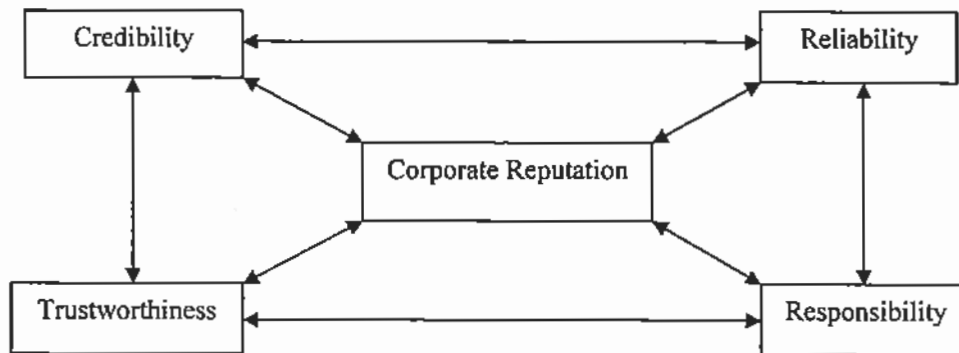 Credibility
Reliability
Corporate Reputation
Trustworthiness
Responsibility